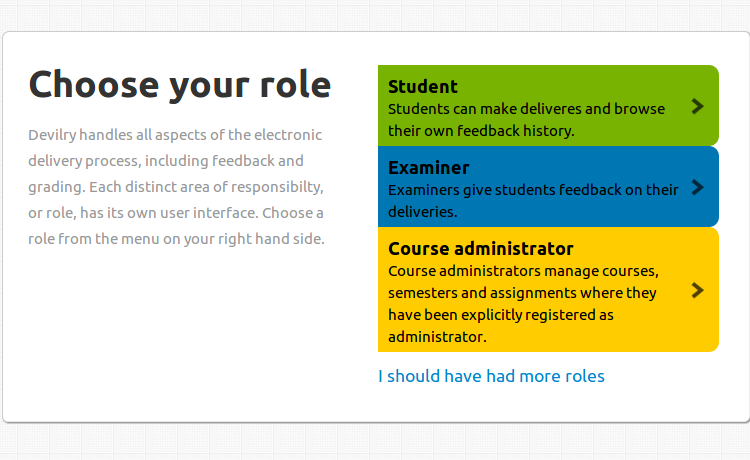 Choose your role
Devilry handles all aspects of the electronic
delivery process, including feedback and
grading. Each distinct area of responsibilty,
or role, has its own user interface. Choose a
role from the menu on your right hand side.
Student
Students can make deliveres and browse
their own feedback history.
Examiner
Examiners give students feedback on their
deliveries.
Course administrator
Course administrators manage courses,
semesters and assignments where they
have been explicitly registered as
administrator.
I should have had more roles